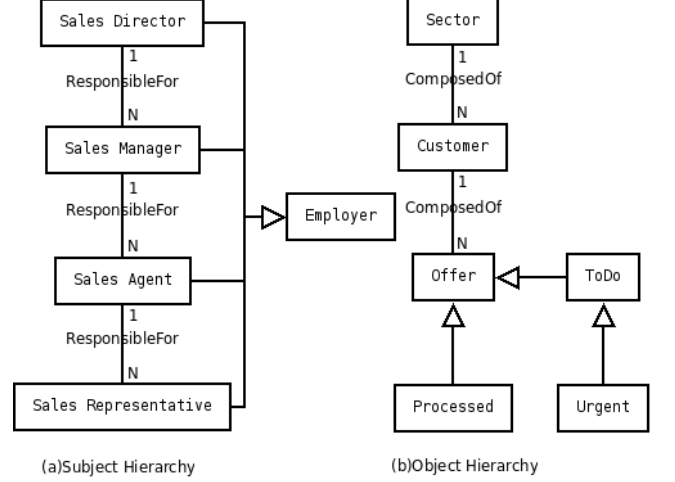 Sales Director
1
ResponsibleFor
N
Sales Manager
1
ResponsibleFor
N
Sales Agent
1
ResponsibleFor
N
Sales Representative
Employer
(a)Subject Hierarchy
Sector
1
ComposedOf
N
Customer
1
ComposedOf
N
Offer
ToDo
Processed
Urgent
(b)Object Hierarchy